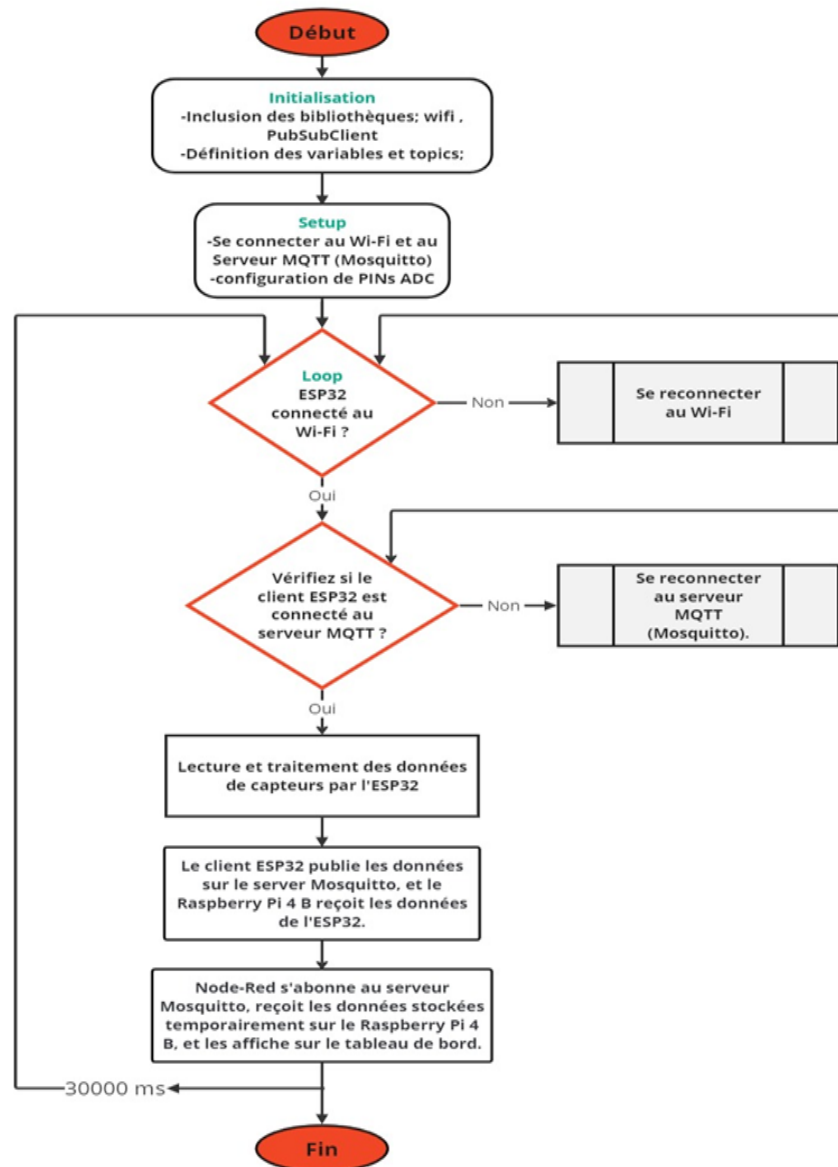 Début
Initialisation
-Inclusion des bibliothèques; wifi ,
PubSubClient
-Définition des variables et topics;
Setup
-Se connecter au Wi-Fi et au
Serveur MQTT (Mosquitto)
-configuration de PINs ADC
Loop
ESP32
connecté au
Wi-Fi ?
Non
Se reconnecter
au Wi-Fi
Oui
Vérifiez si le
client ESP32 est
connecté au
serveur MQTT ?
Non
Se reconnecter
au serveur
MQTT
(Mosquitto).
Oui
Lecture et traitement des données
de capteurs par l'ESP32
Le client ESP32 publie les données
sur le server Mosquitto, et le
Raspberry Pi 4 B reçoit les données
de l'ESP32.
Node-Red s'abonne au serveur
Mosquitto, reçoit les données stockées
temporairement sur le Raspberry Pi 4
B, et les affiche sur le tableau de bord.
30000 ms
Fin